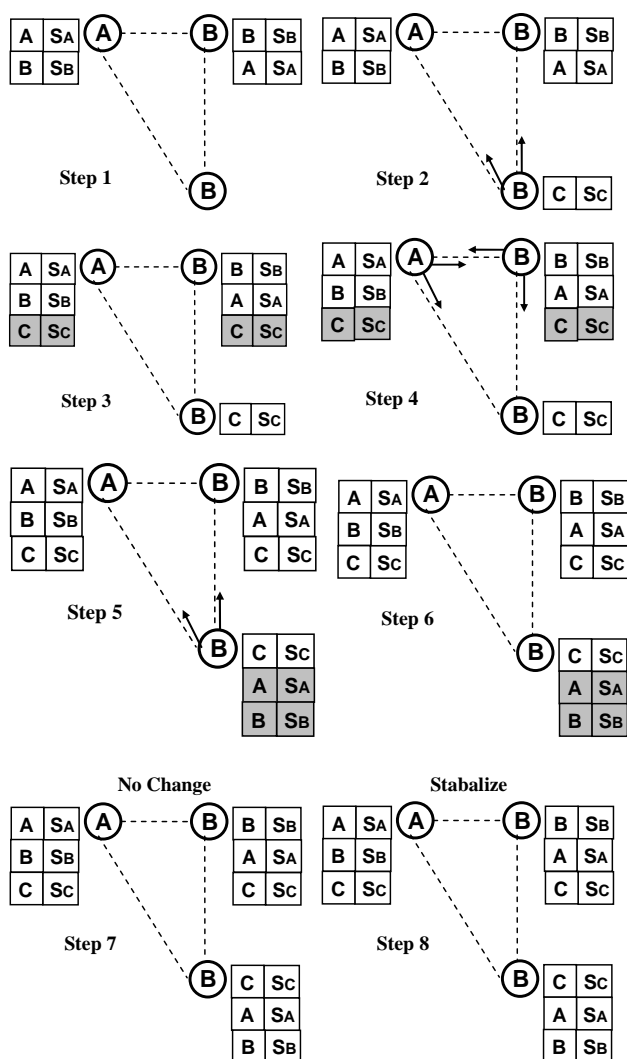 A SA A B B SB
B SB A SA
Step 1 B
A SA A B B SB
B SB A SA
Step 2 B C SC
A SA A B B SB
B SB A SA
C SC C SC
Step 3 B C SC
A SA A B B SB
B SB A SA
C SC C SC
Step 4 B C SC
A SA A B B SB
B SB A SA
C SC C SC
Step 5 B C SC
A SA
B SB
A SA A B B SB
B SB A SA
C SC C SC
Step 6 B C SC
A SA
B SB
No Change
A SA A B B SB
B SB A SA
C SC C SC
Step 7 B C SC
A SA
B SB
Stabalize
A SA A B B SB
B SB A SA
C SC C SC
Step 8 B C SC
A SA
B SB